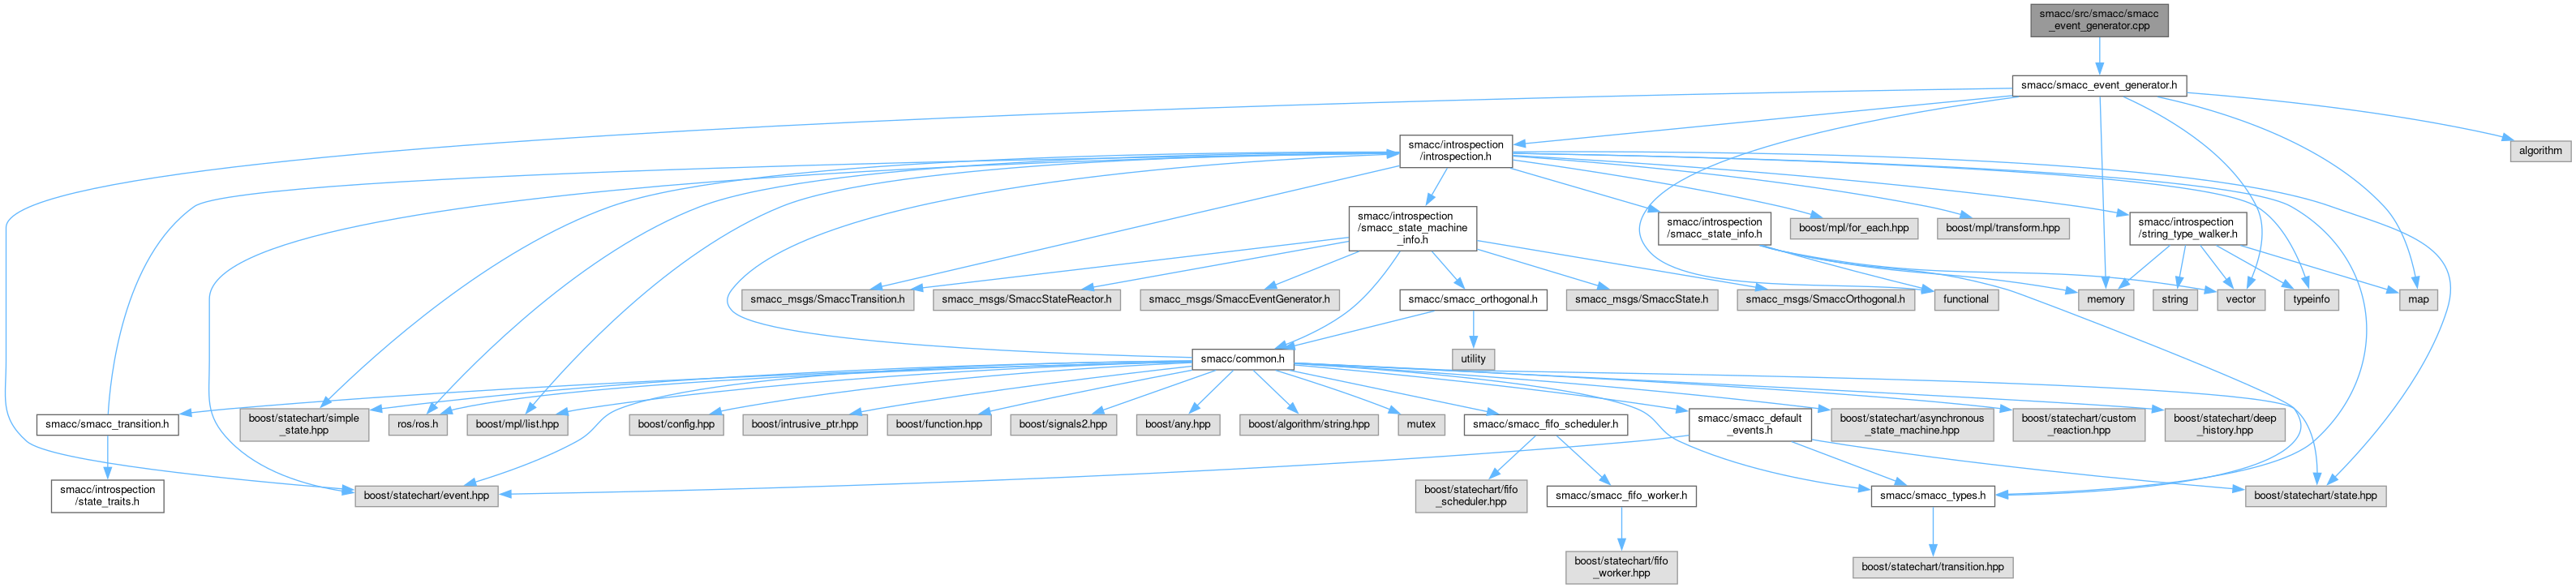 smacc/src/smacc/smacc
_event_generator.cpp
smacc/smacc_event_generator.h
smacc/introspection
/introspection.h
algorithm
smacc/introspection
/smacc_state_machine
_info.h
smacc/introspection
/smacc_state_info.h
boost/mpl/for_each.hpp
boost/mpl/transform.hpp
smacc/introspection
/string_type_walker.h
smacc_msgs/SmaccTransition.h
smacc_msgs/SmaccStateReactor.h
smacc_msgs/SmaccEventGenerator.h
smacc/smacc_orthogonal.h
smacc_msgs/SmaccState.h
smacc_msgs/SmaccOrthogonal.h
functional
memory
string
vector
typeinfo
map
smacc/common.h
utility
smacc/smacc_transition.h
boost/statechart/simple
_state.hpp
ros/ros.h
boost/mpl/list.hpp
boost/config.hpp
boost/intrusive_ptr.hpp
boost/function.hpp
boost/signals2.hpp
boost/any.hpp
boost/algorithm/string.hpp
mutex
smacc/smacc_fifo_scheduler.h
smacc/smacc_default
_events.h
boost/statechart/asynchronous
_state_machine.hpp
boost/statechart/custom
_reaction.hpp
boost/statechart/deep
_history.hpp
smacc/introspection
/state_traits.h
boost/statechart/event.hpp
boost/statechart/fifo
_scheduler.hpp
smacc/smacc_fifo_worker.h
smacc/smacc_types.h
boost/statechart/state.hpp
boost/statechart/fifo
_worker.hpp
boost/statechart/transition.hpp